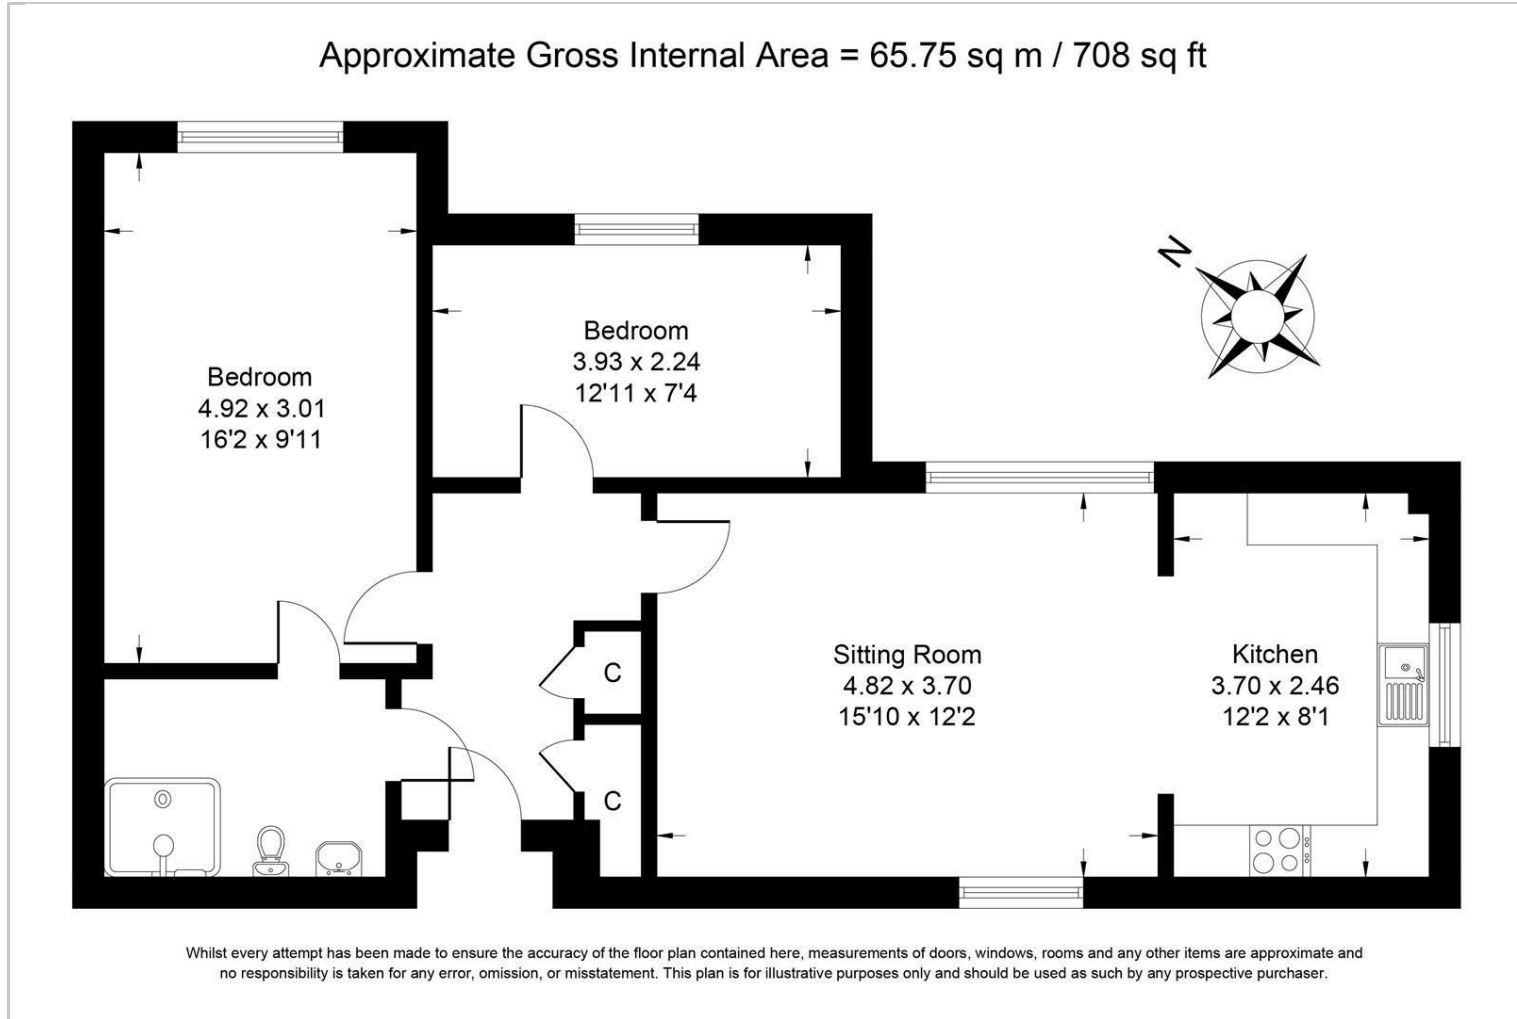 Approximate Gross Internal Area = 65.75 sq m / 708 sq ft
N
Bedroom
3.93 x 2.24
12'11 x 7'4
Bedroom
4.92 x 3.01
16'2 x 9'11
Sitting Room
4.82 x 3.70
15'10 x 12'2
Kitchen
3.70 x 2.46
12'2 x 8'1
C
C
Whilst every attempt has been made to ensure the accuracy of the floor plan contained here, measurements of doors, windows, rooms and any other items are approximate and
no responsibility is taken for any error, omission, or misstatement. This plan is for illustrative purposes only and should be used as such by any prospective purchaser.